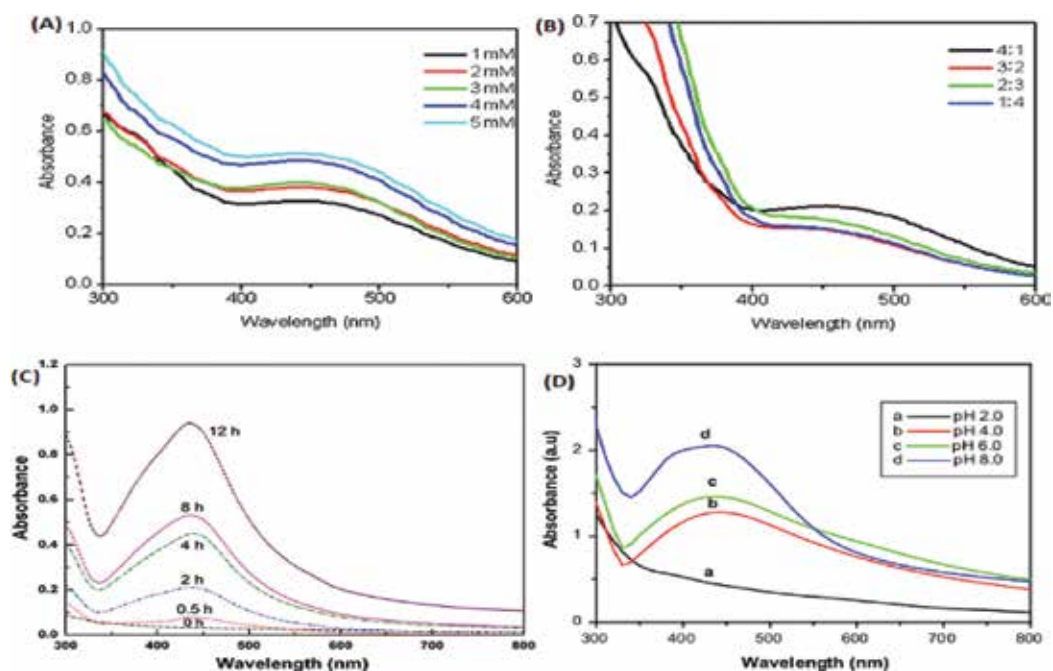 (A)
1.0
0.8
0.6
0.4
0.2
0.0
Absorbance
1 mM
2 mM
3 mM
4 mM
5 mM
300 400 500 600
Wavelength (nm)
(B)
0.7
0.6
0.5
0.4
0.3
0.2
0.1
0.0
Absorbance
4:1
3:2
2:3
1:4
300 400 500 600
Wavelength (nm)
(C)
1.2
1.0
0.8
0.6
0.4
0.2
0.0
Absorbance
12 h
8 h
4 h
2 h
0.5 h
0 h
300 400 500 600 700 800
Wavelength (nm)
(D)
3
2
1
0
Absorbance (a.u)
a pH 2.0
b pH 4.0
c pH 6.0
d pH 8.0
d
c
b
a
300 400 500 600 700 800
Wavelength (nm)